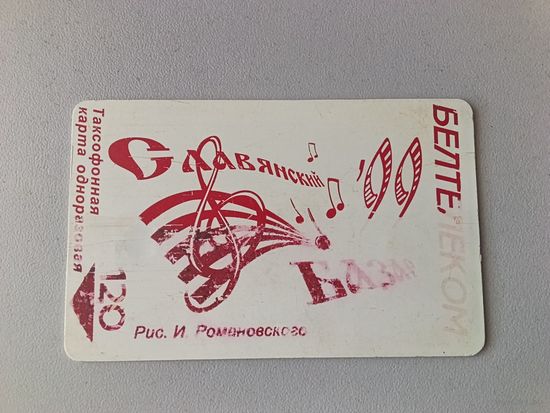 Таксофонная
карта одноразовая
Славянский
'99
Базар
БЕЛТЕЛЕКОМ
120
Рис. И. Романовского